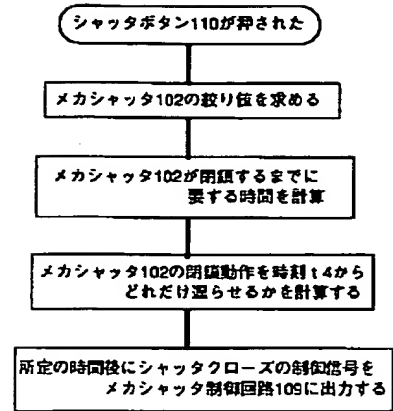 シャッタボタン110が押された
メカシャッタ102の絞り値を求める
メカシャッタ102が閉鎖するまでに
要する時間を計算
メカシャッタ102の閉鎖動作を時刻t4から
どれだけ遅らせるかを計算する
所定の時間後にシャッタクローズの制御信号を
メカシャッタ制御回路109に出力する